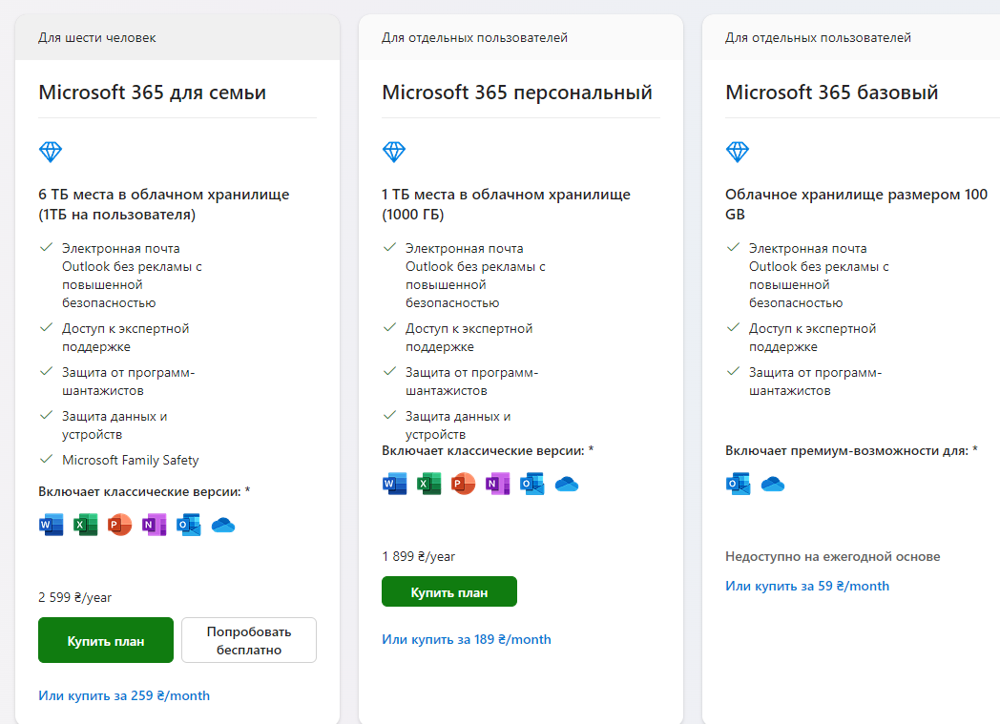 Для шести человек
Microsoft 365 для семьи
6 ТБ места в облачном хранилище
(1ТБ на пользователя)
Электронная почта
Outlook без рекламы с
повышенной
безопасностью
Доступ к экспертной
поддержке
Защита от программ-
шантажистов
Защита данных и
устройств
Microsoft Family Safety
Включает классические версии: *
W X P N O
2 599 ₴/year
Купить план
Попробовать
бесплатно
Или купить за 259 ₴/month
Для отдельных пользователей
Microsoft 365 персональный
1 ТБ места в облачном хранилище
(1000 ГБ)
Электронная почта
Outlook без рекламы с
повышенной
безопасностью
Доступ к экспертной
поддержке
Защита от программ-
шантажистов
Защита данных и
устройств
Включает классические версии: *
W X P N O
1 899 ₴/year
Купить план
Или купить за 189 ₴/month
Для отдельных пользователей
Microsoft 365 базовый
Облачное хранилище размером 100
GB
Электронная почта
Outlook без рекламы с
повышенной
безопасностью
Доступ к экспертной
поддержке
Защита от программ-
шантажистов
Включает премиум-возможности для: *
O
Недоступно на ежегодной основе
Или купить за 59 ₴/month